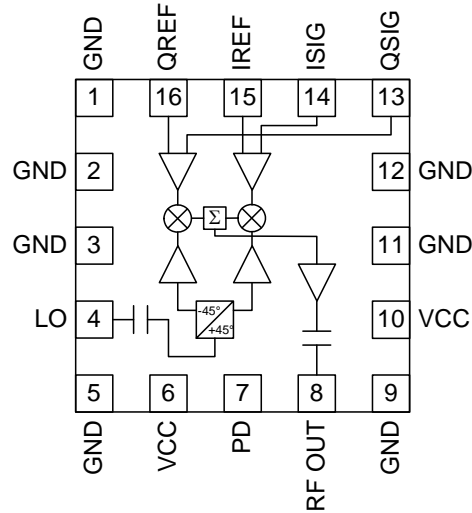 GND
QREF
IREF
ISIG
QSIG
1
16
15
14
13
GND
2
12
GND
Σ
GND
3
11
GND
LO
4
-45°
+45°
10
VCC
5
6
7
8
9
GND
VCC
PD
RF OUT
GND